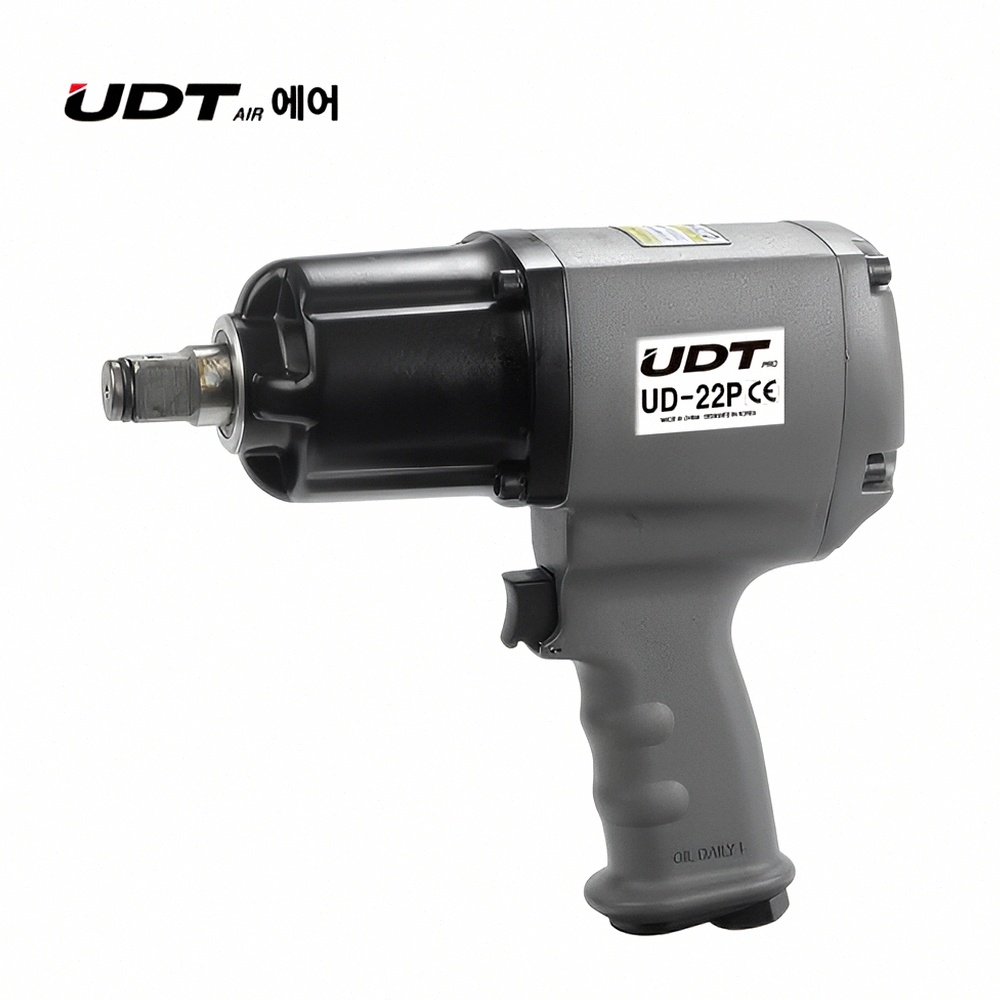 UDT AIR 에어
UDT PRO
UD-22P CE
MADE IN CHINA DESIGNED IN KOREA
OIL DAILY !